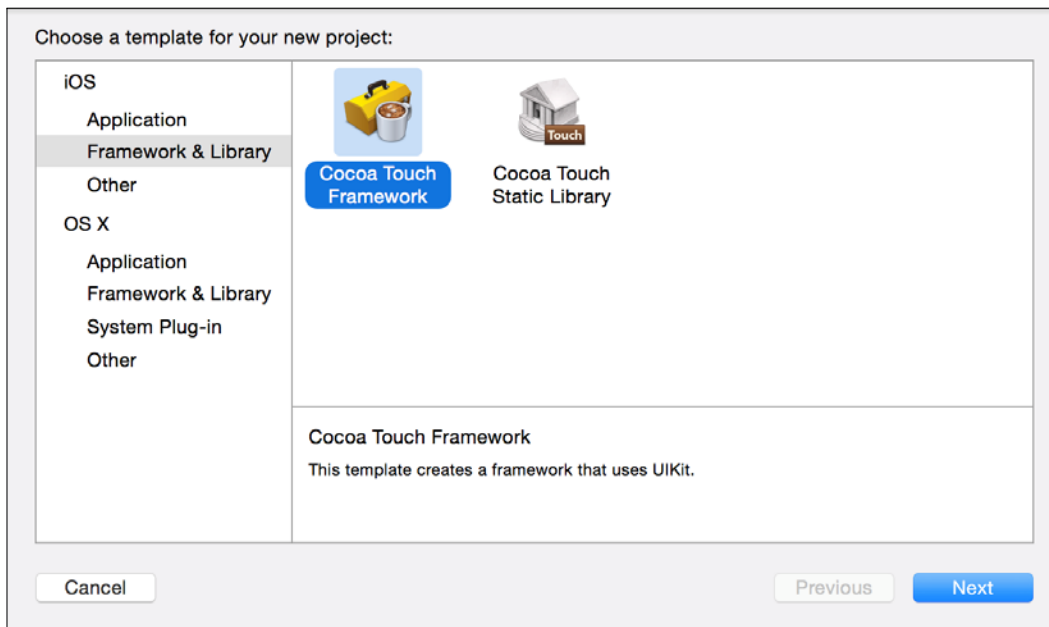 Choose a template for your new project:
iOS
Application
Framework & Library
Other
OS X
Application
Framework & Library
System Plug-in
Other
Touch
Cocoa Touch
Framework
Cocoa Touch
Static Library
Cocoa Touch Framework
This template creates a framework that uses UIKit.
Cancel
Previous
Next